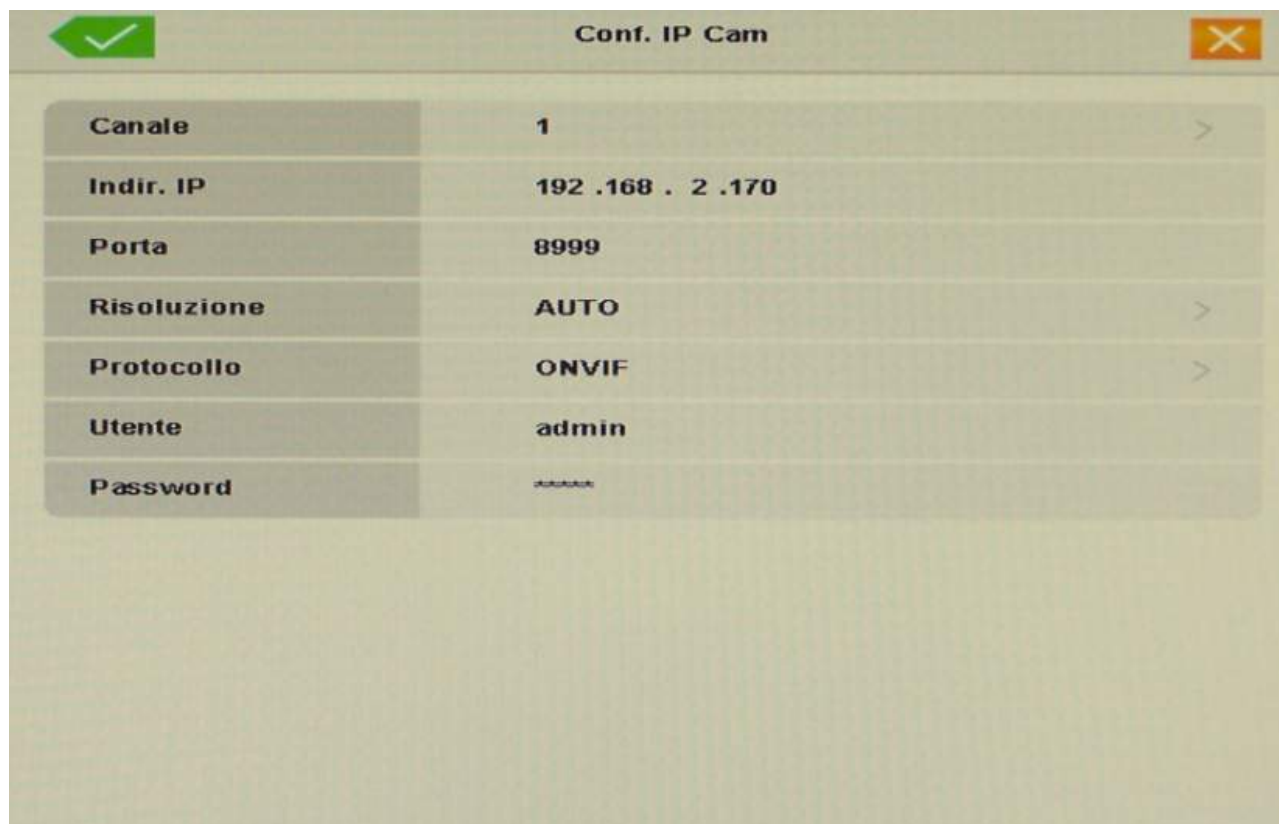 Conf. IP Cam
Canale 1 >
Indir. IP 192 .168 . 2 .170
Porta 8999
Risoluzione AUTO >
Protocollo ONVIF >
Utente admin
Password *****